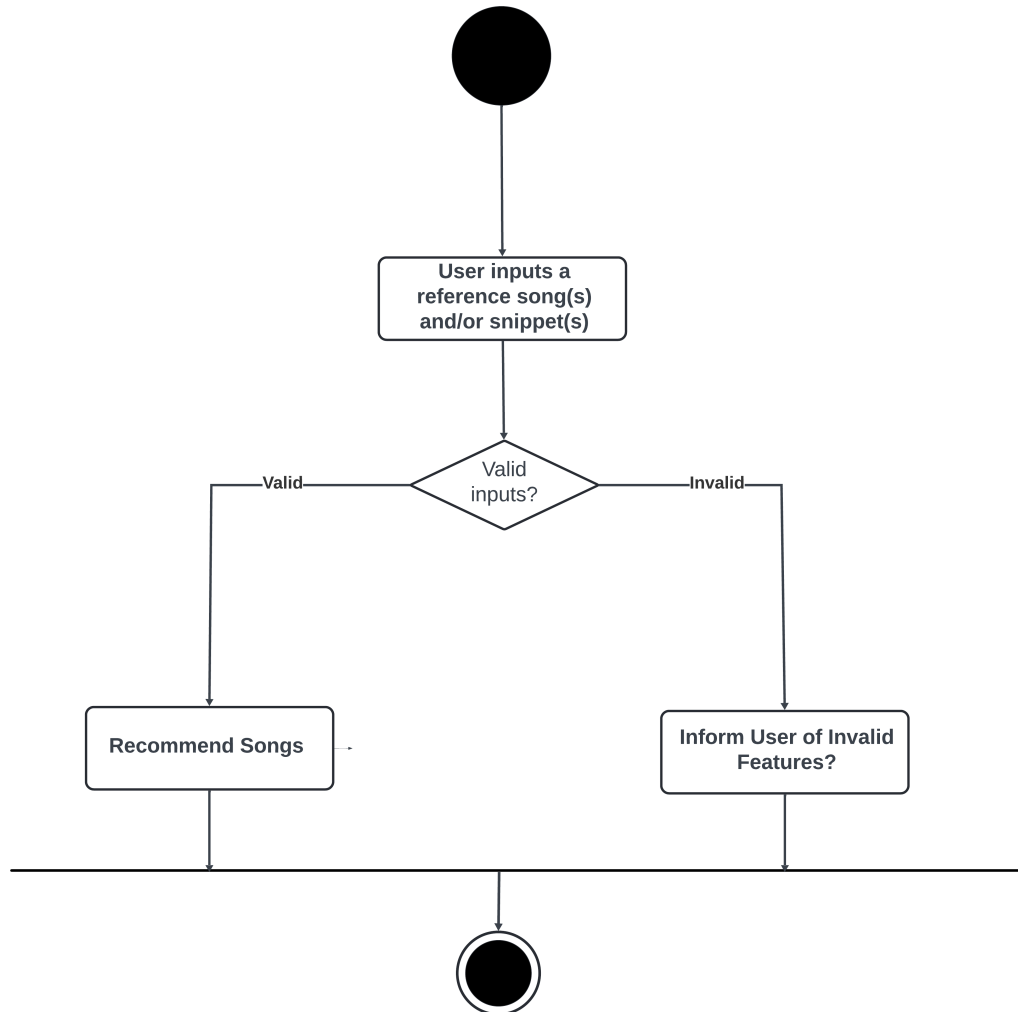 User inputs a
reference song(s)
and/or snippet(s)
Valid
inputs?
Valid
Invalid
Recommend Songs
Inform User of Invalid
Features?